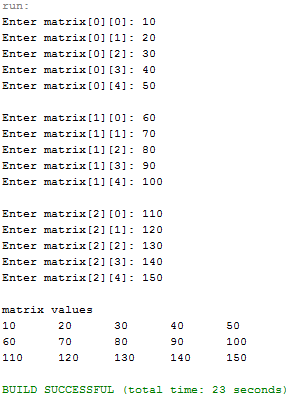 run:
Enter matrix[0][0]: 10
Enter matrix[0][1]: 20
Enter matrix[0][2]: 30
Enter matrix[0][3]: 40
Enter matrix[0][4]: 50
Enter matrix[1][0]: 60
Enter matrix[1][1]: 70
Enter matrix[1][2]: 80
Enter matrix[1][3]: 90
Enter matrix[1][4]: 100
Enter matrix[2][0]: 110
Enter matrix[2][1]: 120
Enter matrix[2][2]: 130
Enter matrix[2][3]: 140
Enter matrix[2][4]: 150
matrix values
10 20 30 40 50
60 70 80 90 100
110 120 130 140 150
BUILD SUCCESSFUL (total time: 23 seconds)